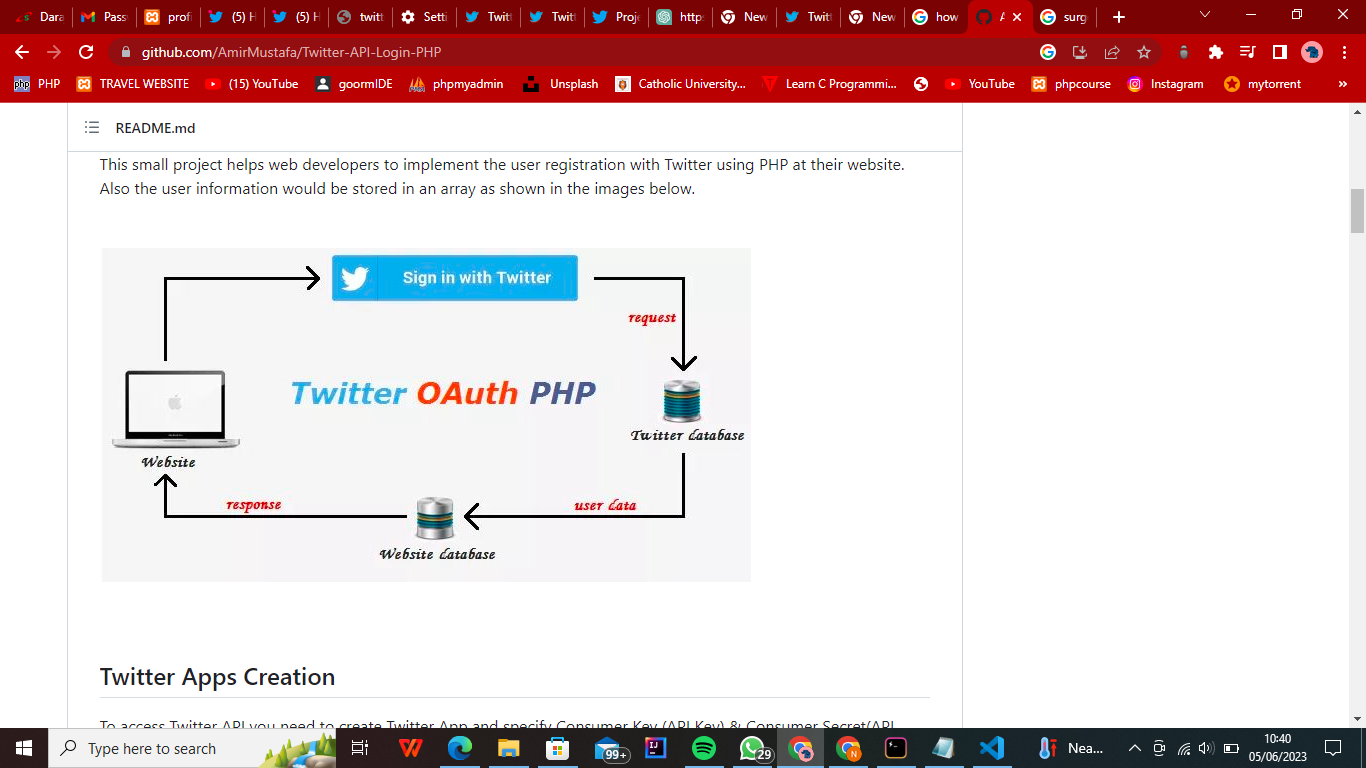 Dara
Pass
profi
(5) H
(5) H
twitt
Setti
Twitt
Twitt
Proje
https
New
Twitt
New
how
A
surg
github.com/AmirMustafa/Twitter-API-Login-PHP
php PHP
TRAVEL WEBSITE
(15) YouTube
goormIDE
phpmyadmin
Unsplash
Catholic University...
Learn C Programmi...
YouTube
phpcourse
Instagram
mytorrent
»
README.md
This small project helps web developers to implement the user registration with Twitter using PHP at their website.
Also the user information would be stored in an array as shown in the images below.
Sign in with Twitter
request
Twitter OAuth PHP
Twitter database
Website
response
user data
Website database
Twitter Apps Creation
To access Twitter API you need to create Twitter App and specify Consumer Key (API Key) & Consumer Secret(API
Type here to search
99+
29
N
Nea...
10:40
05/06/2023